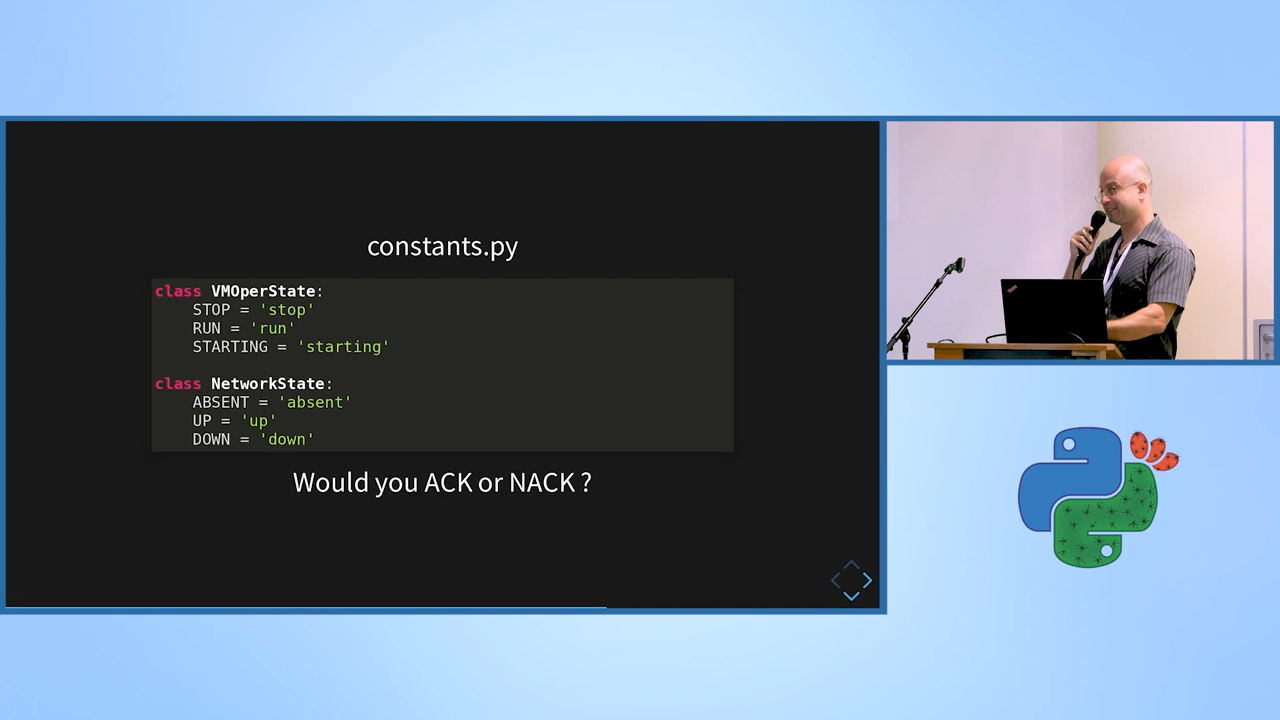 constants.py
class VMOperState:
    STOP = 'stop'
    RUN = 'run'
    STARTING = 'starting'
class NetworkState:
    ABSENT = 'absent'
    UP = 'up'
    DOWN = 'down'
Would you ACK or NACK ?